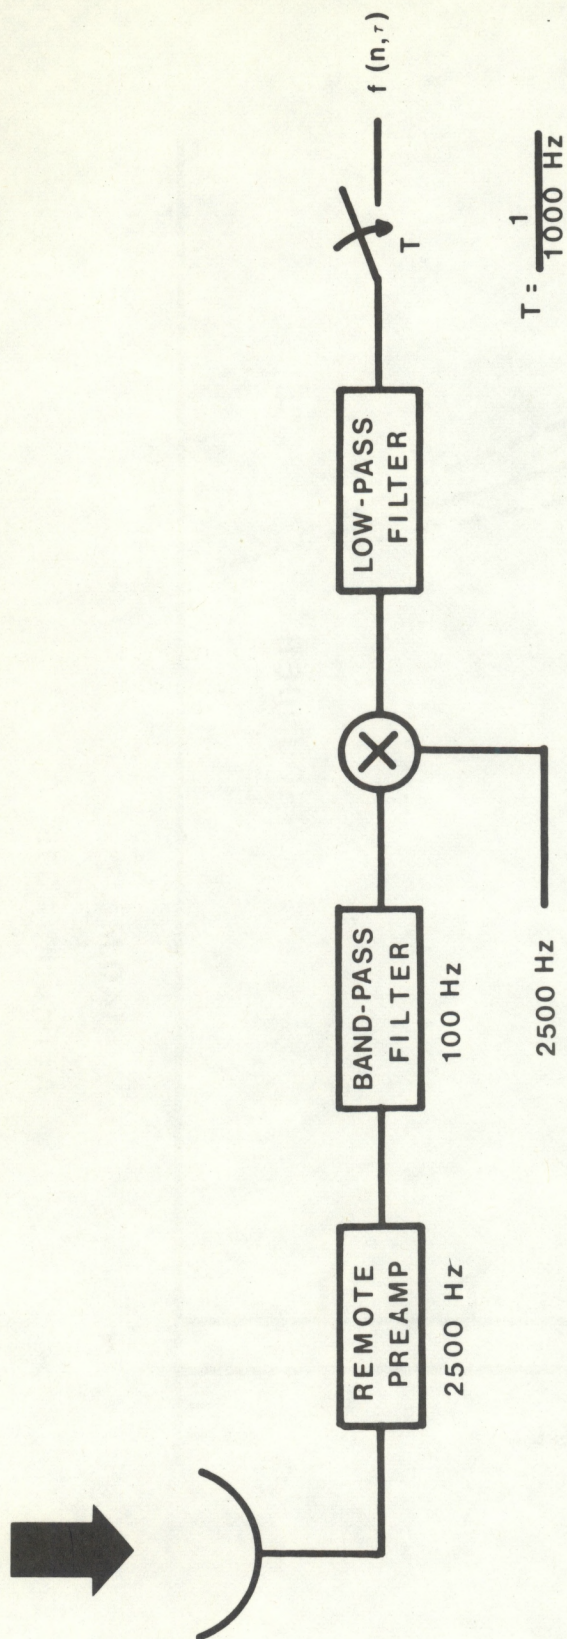 REMOTE
PREAMP
2500 Hz
BAND-PASS
FILTER
100 Hz
2500 Hz
LOW-PASS
FILTER
T
f (n,τ)
T = 1
1000 Hz